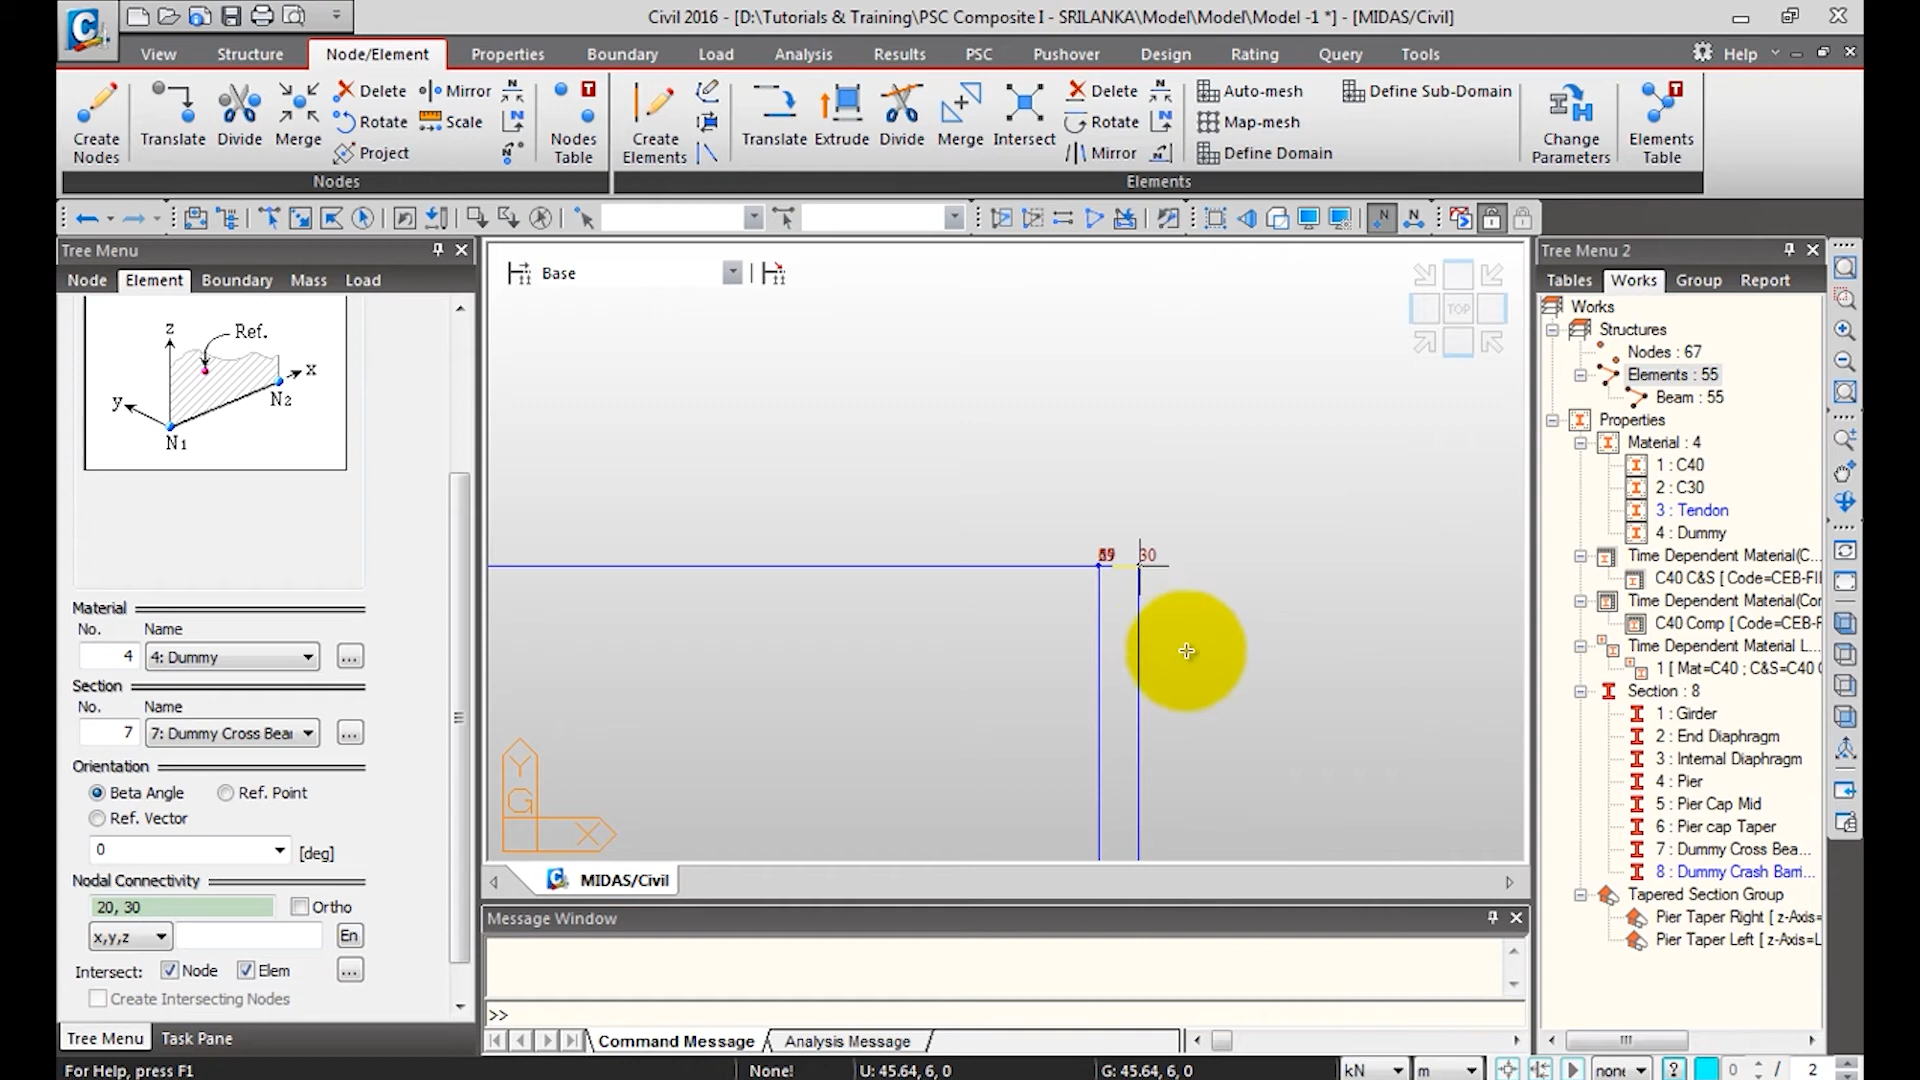 Civil 2016 - [D:\Tutorials & Training\PSC Composite I - SRILANKA\Model\Model\Model -1 *] - [MIDAS/Civil]
View Structure Node/Element Properties Boundary Load Analysis Results PSC Pushover Design Rating Query Tools Help
Create Nodes
Translate
Divide
Merge
Delete
Rotate
Project
Mirror
Scale
Nodes Table
Nodes
Create Elements
Translate
Extrude
Divide
Merge
Intersect
Delete
Rotate
Mirror
Auto-mesh
Map-mesh
Define Domain
Define Sub-Domain
Change Parameters
Elements Table
Elements
Tree Menu
Node Element Boundary Mass Load
z
Ref.
x
y
N2
N1
Material
No. Name
4 4: Dummy ...
Section
No. Name
7 7: Dummy Cross Bea ...
Orientation
Beta Angle Ref. Point
Ref. Vector
0 [deg]
Nodal Connectivity
20, 30 Ortho
x,y,z En
Intersect: Node Elem ...
Create Intersecting Nodes
Tree Menu Task Pane
Base
TOP
30
Y
G
X
MIDAS/Civil
Message Window
>>
Command Message Analysis Message
Tree Menu 2
Tables Works Group Report
Works
Structures
Nodes : 67
Elements : 55
Beam : 55
Properties
Material : 4
1 : C40
2 : C30
3 : Tendon
4 : Dummy
Time Dependent Material(C...
C40 C&S [ Code=CEB-FI
Time Dependent Material(Cor
C40 Comp [ Code=CEB-
Time Dependent Material L...
1 [ Mat=C40 ; C&S=C40 C
Section : 8
1 : Girder
2 : End Diaphragm
3 : Internal Diaphragm
4 : Pier
5 : Pier Cap Mid
6 : Pier cap Taper
7 : Dummy Cross Bea...
8 : Dummy Crash Barri...
Tapered Section Group
Pier Taper Right [ z-Axis=
Pier Taper Left [ z-Axis=L
For Help, press F1 None! U: 45.64, 6, 0 G: 45.64, 6, 0 kN m none ? 0 / 2